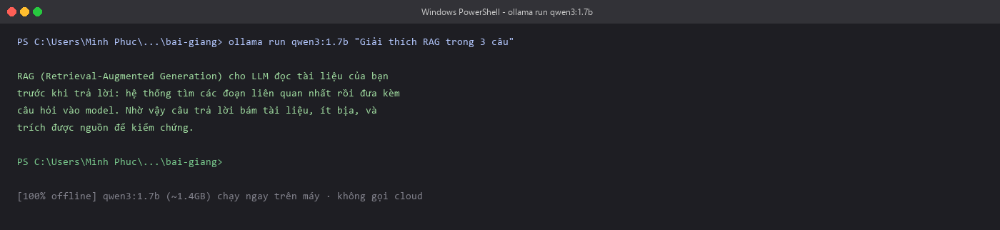 Windows PowerShell - ollama run qwen3:1.7b
PS C:\Users\Minh Phuc\...\bai-giang> ollama run qwen3:1.7b "Giải thích RAG trong 3 câu"
RAG (Retrieval-Augmented Generation) cho LLM đọc tài liệu của bạn
trước khi trả lời: hệ thống tìm các đoạn liên quan nhất rồi đưa kèm
câu hỏi vào model. Nhờ vậy câu trả lời bám tài liệu, ít bịa, và
trích được nguồn để kiểm chứng.
PS C:\Users\Minh Phuc\...\bai-giang>
[100% offline] qwen3:1.7b (~1.4GB) chạy ngay trên máy · không gọi cloud